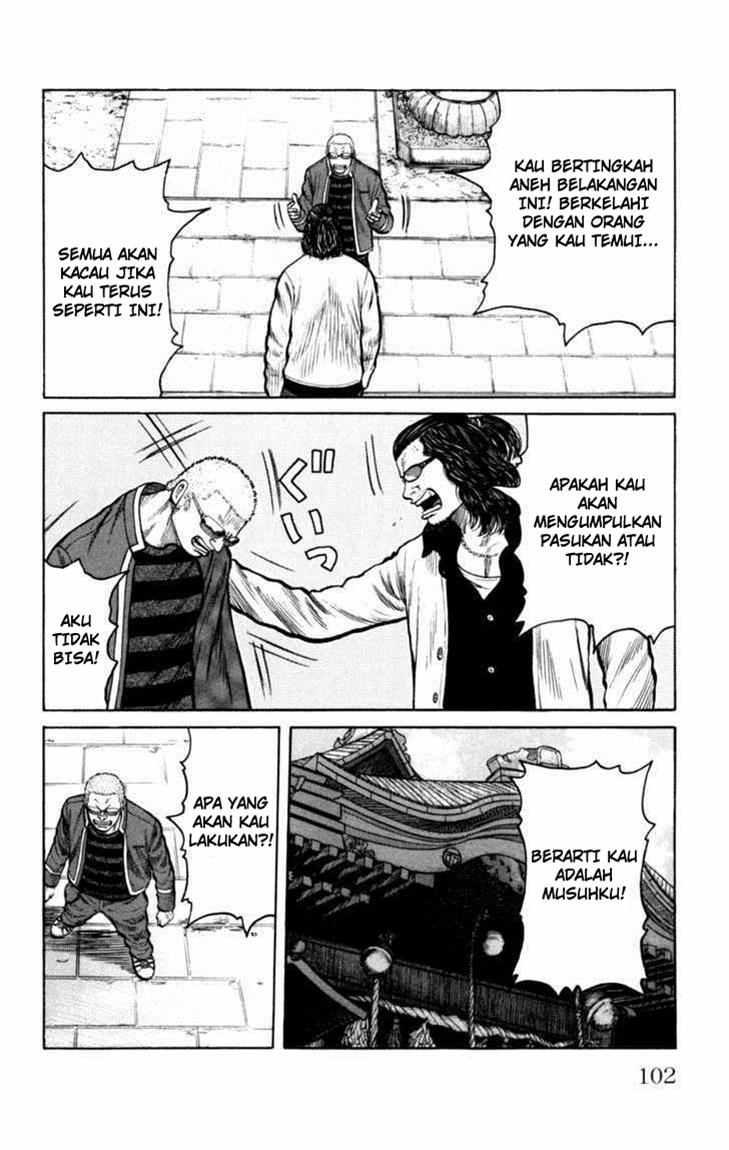 KAU BERTINGKAH
ANEH BELAKANGAN
INI! BERKELAHI
DENGAN ORANG
YANG KAU TEMUI...
SEMUA AKAN
KACAU JIKA
KAU TERUS
SEPERTI INI!
APAKAH KAU
AKAN
MENGUMPULKAN
PASUKAN ATAU
TIDAK?!
ぐいっ
AKU
TIDAK
BISA!
BERARTI KAU
ADALAH
MUSUHKU!
APA YANG
AKAN KAU
LAKUKAN?!
102